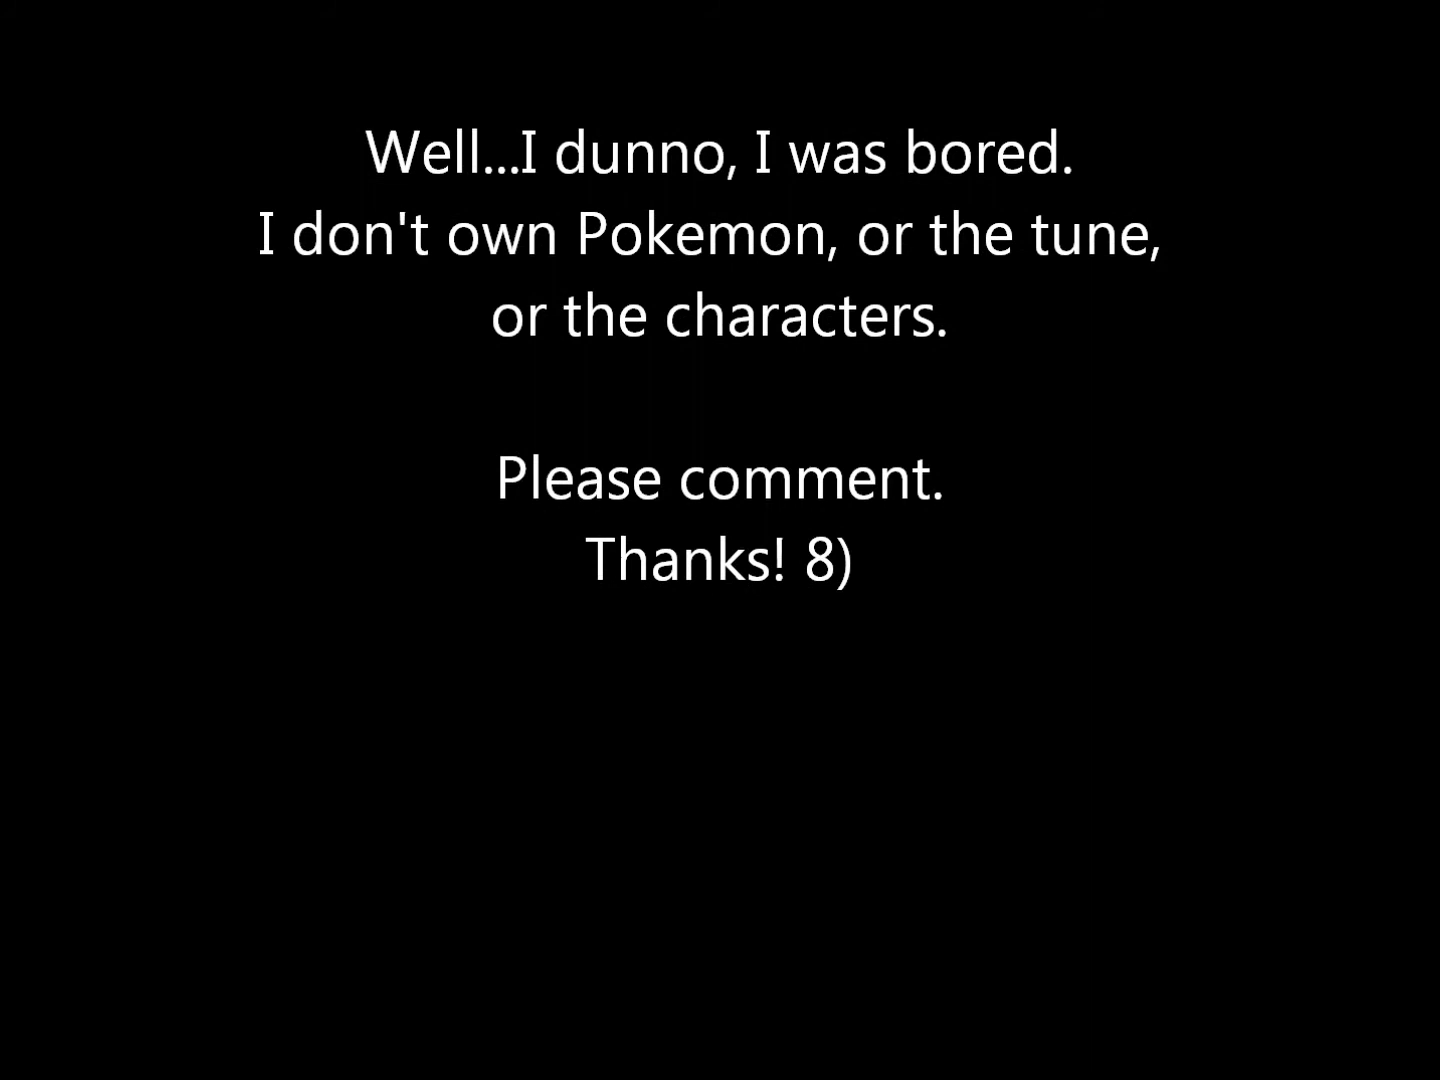 Well...I dunno, I was bored.
I don't own Pokemon, or the tune,
or the characters.
Please comment.
Thanks! 8)